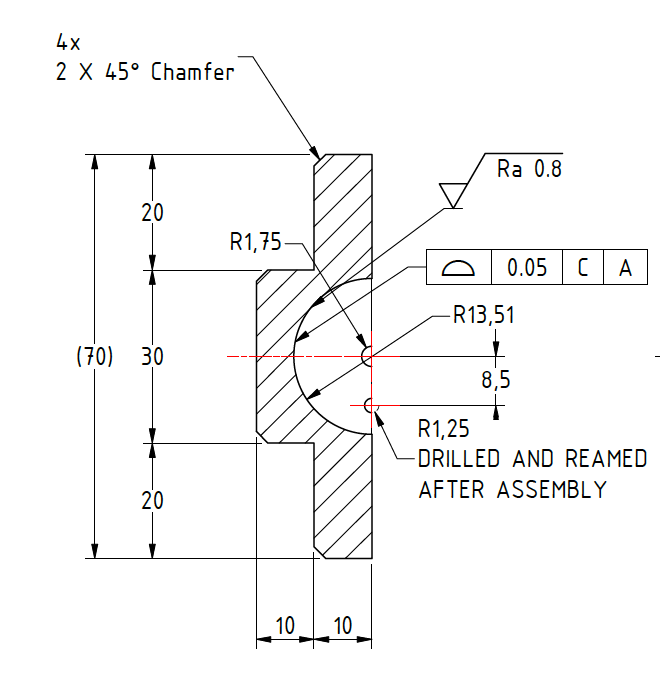 4x
2 X 45° Chamfer
Ra 0.8
20
R1,75
0.05 C A
R13,51
(70)
30
8,5
R1,25
DRILLED AND REAMED
AFTER ASSEMBLY
20
10
10